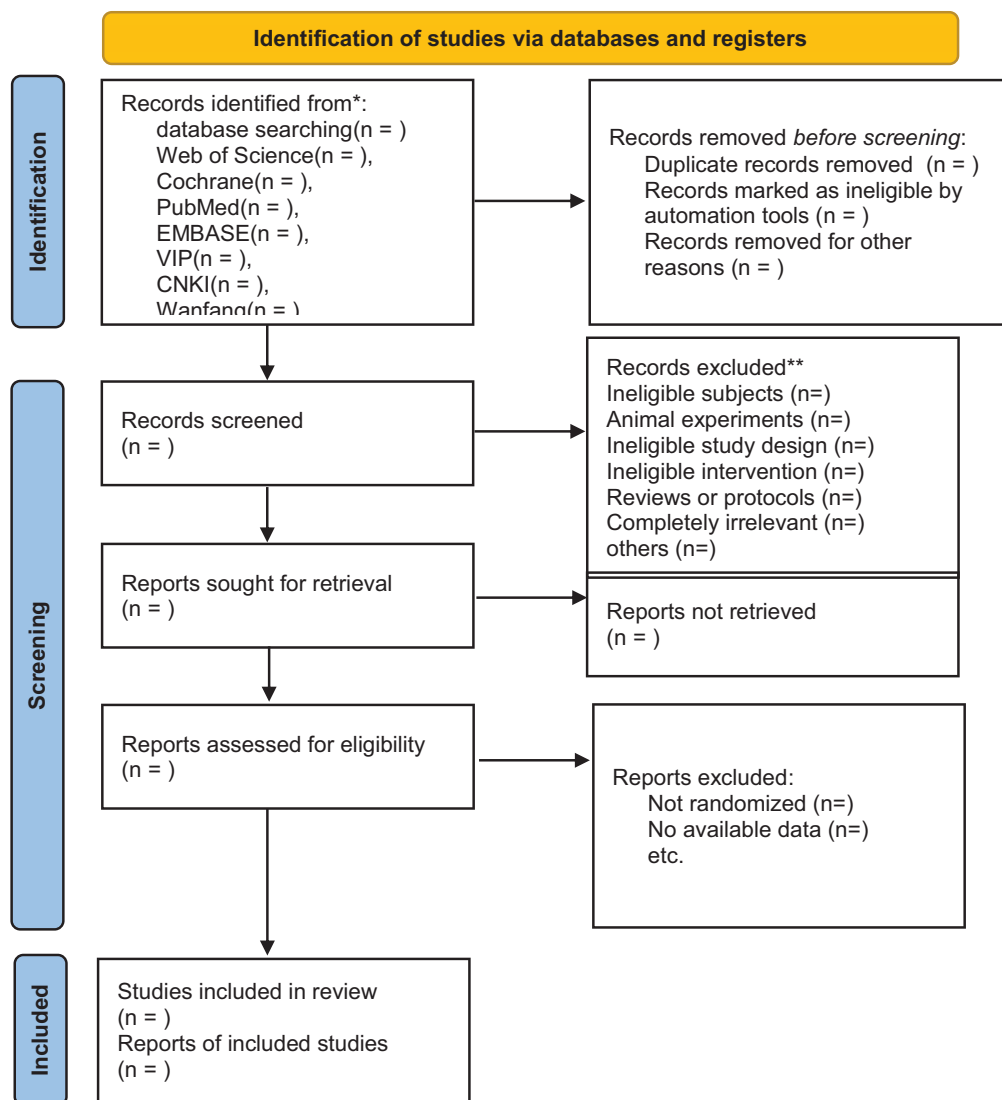 Identification of studies via databases and registers
Identification
Records identified from*:
database searching(n = )
Web of Science(n = ),
Cochrane(n = ),
PubMed(n = ),
EMBASE(n = ),
VIP(n = ),
CNKI(n = ),
Wanfang(n = )
Records removed before screening:
Duplicate records removed (n = )
Records marked as ineligible by
automation tools (n = )
Records removed for other
reasons (n = )
Screening
Records screened
(n = )
Records excluded**
Ineligible subjects (n=)
Animal experiments (n=)
Ineligible study design (n=)
Ineligible intervention (n=)
Reviews or protocols (n=)
Completely irrelevant (n=)
others (n=)
Reports sought for retrieval
(n = )
Reports not retrieved
(n = )
Reports assessed for eligibility
(n = )
Reports excluded:
Not randomized (n=)
No available data (n=)
etc.
Included
Studies included in review
(n = )
Reports of included studies
(n = )